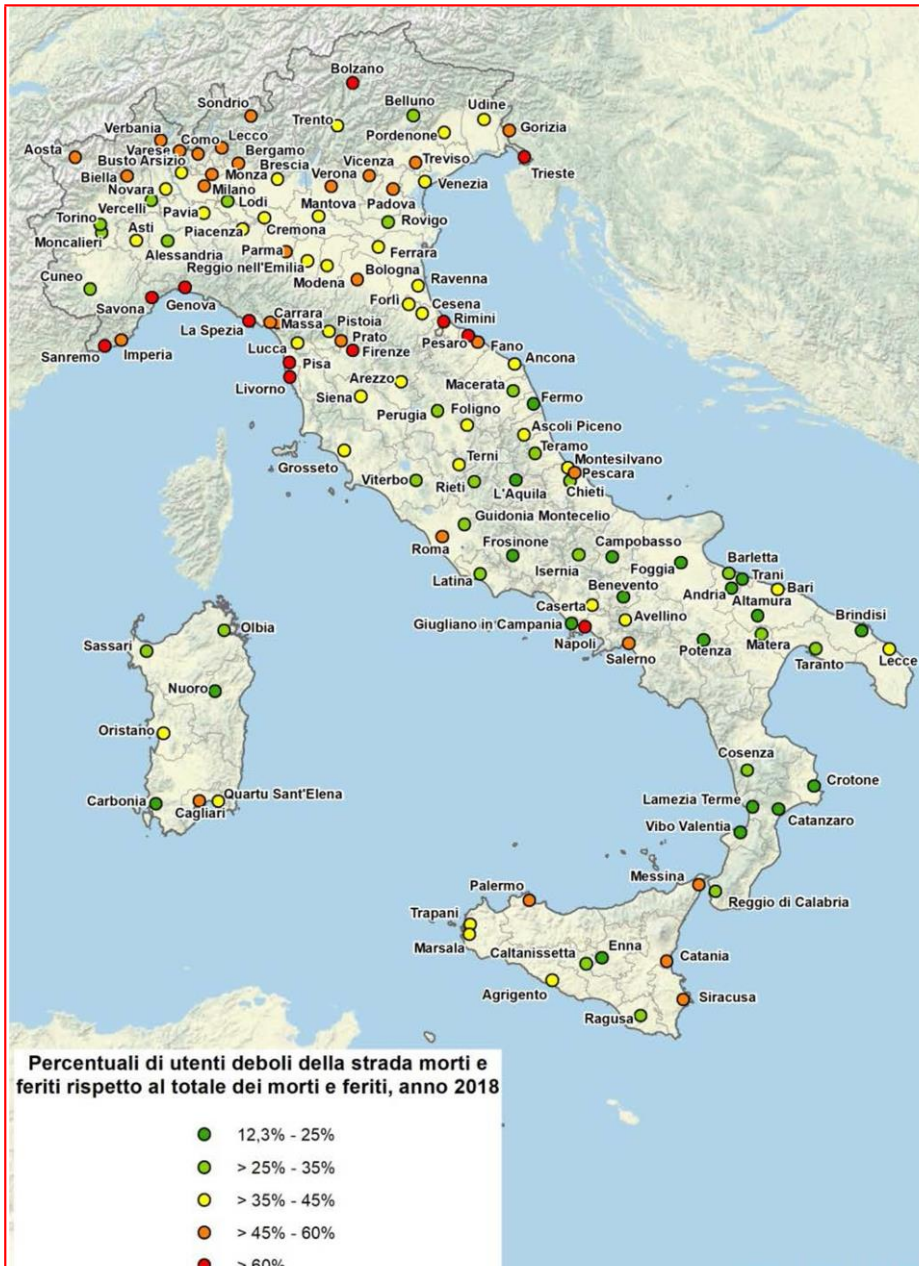 Bolzano
Sondrio
Belluno
Udine
Trento
Pordenone
Gorizia
Verbania
Lecco
Como
Varese
Bergamo
Aosta
Busto Arsizio
Vicenza
Treviso
Brescia
Verona
Trieste
Biella
Monza
Venezia
Novara
Milano
Padova
Vercelli
Lodi
Mantova
Torino
Pavia
Rovigo
Cremona
Moncalieri
Asti
Piacenza
Alessandria
Parma
Ferrara
Reggio nell'Emilia
Bologna
Cuneo
Modena
Ravenna
Savona
Genova
Forlì
Cesena
Carrara
Rimini
La Spezia
Massa
Pistoia
Sanremo
Imperia
Prato
Pesaro
Fano
Lucca
Firenze
Pisa
Ancona
Livorno
Arezzo
Macerata
Siena
Fermo
Perugia
Foligno
Ascoli Piceno
Teramo
Grosseto
Terni
Montesilvano
Pescara
Viterbo
Rieti
L'Aquila
Chieti
Guidonia Montecelio
Roma
Frosinone
Campobasso
Isernia
Foggia
Barletta
Latina
Trani
Benevento
Andria
Bari
Caserta
Altamura
Giugliano in Campania
Avellino
Brindisi
Olbia
Napoli
Potenza
Matera
Sassari
Salerno
Taranto
Lecce
Nuoro
Oristano
Cosenza
Crotone
Quartu Sant'Elena
Carbonia
Cagliari
Lamezia Terme
Catanzaro
Vibo Valentia
Messina
Palermo
Reggio di Calabria
Trapani
Marsala
Enna
Caltanissetta
Catania
Agrigento
Siracusa
Ragusa
Percentuali di utenti deboli della strada morti e
feriti rispetto al totale dei morti e feriti, anno 2018
12,3% - 25%
> 25% - 35%
> 35% - 45%
> 45% - 60%
> 60%